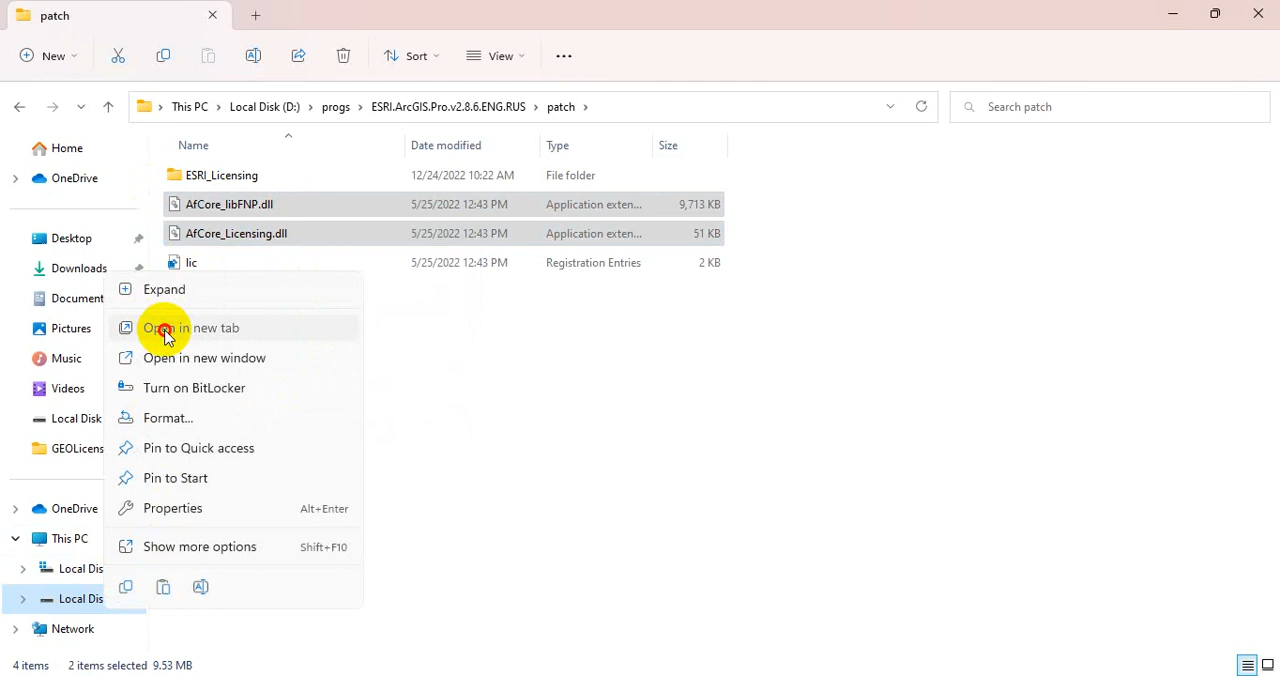 patch
New
Sort
View
This PC > Local Disk (D:) > progs > ESRI.ArcGIS.Pro.v2.8.6.ENG.RUS > patch >
Search patch
Name Date modified Type Size
Home
OneDrive
Desktop
Downloads
Document
Pictures
Music
Videos
Local Disk
GEOLicens
OneDrive
This PC
Local Dis
Local Dis
Network
ESRI_Licensing 12/24/2022 10:22 AM File folder
AfCore_libFNP.dll 5/25/2022 12:43 PM Application exten... 9,713 KB
AfCore_Licensing.dll 5/25/2022 12:43 PM Application exten... 51 KB
lic 5/25/2022 12:43 PM Registration Entries 2 KB
Expand
Open in new tab
Open in new window
Turn on BitLocker
Format...
Pin to Quick access
Pin to Start
Properties Alt+Enter
Show more options Shift+F10
4 items 2 items selected 9.53 MB